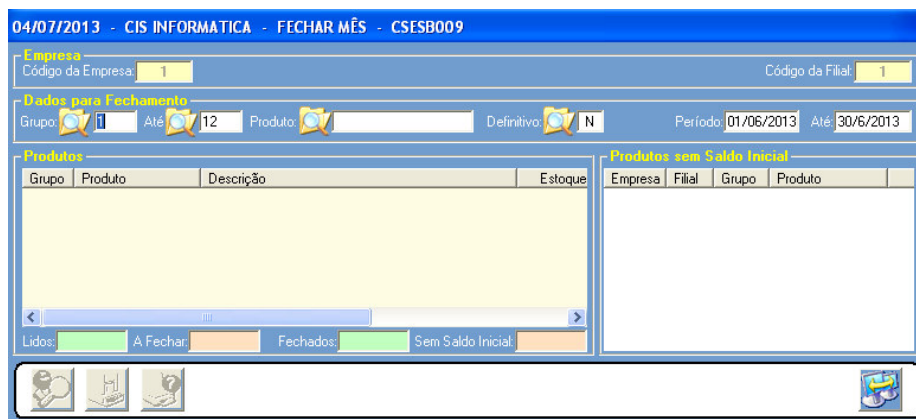 04/07/2013 - CIS INFORMATICA - FECHAR MÊS - CSESB009
Empresa
Código da Empresa: 1 Código da Filial: 1
Dados para Fechamento
Grupo: 1 Até 12 Produto: Definitivo: N Período: 01/06/2013 Até: 30/6/2013
Produtos Produtos sem Saldo Inicial
Grupo Produto Descrição Estoque Empresa Filial Grupo Produto
Lidos: A Fechar: Fechados: Sem Saldo Inicial: